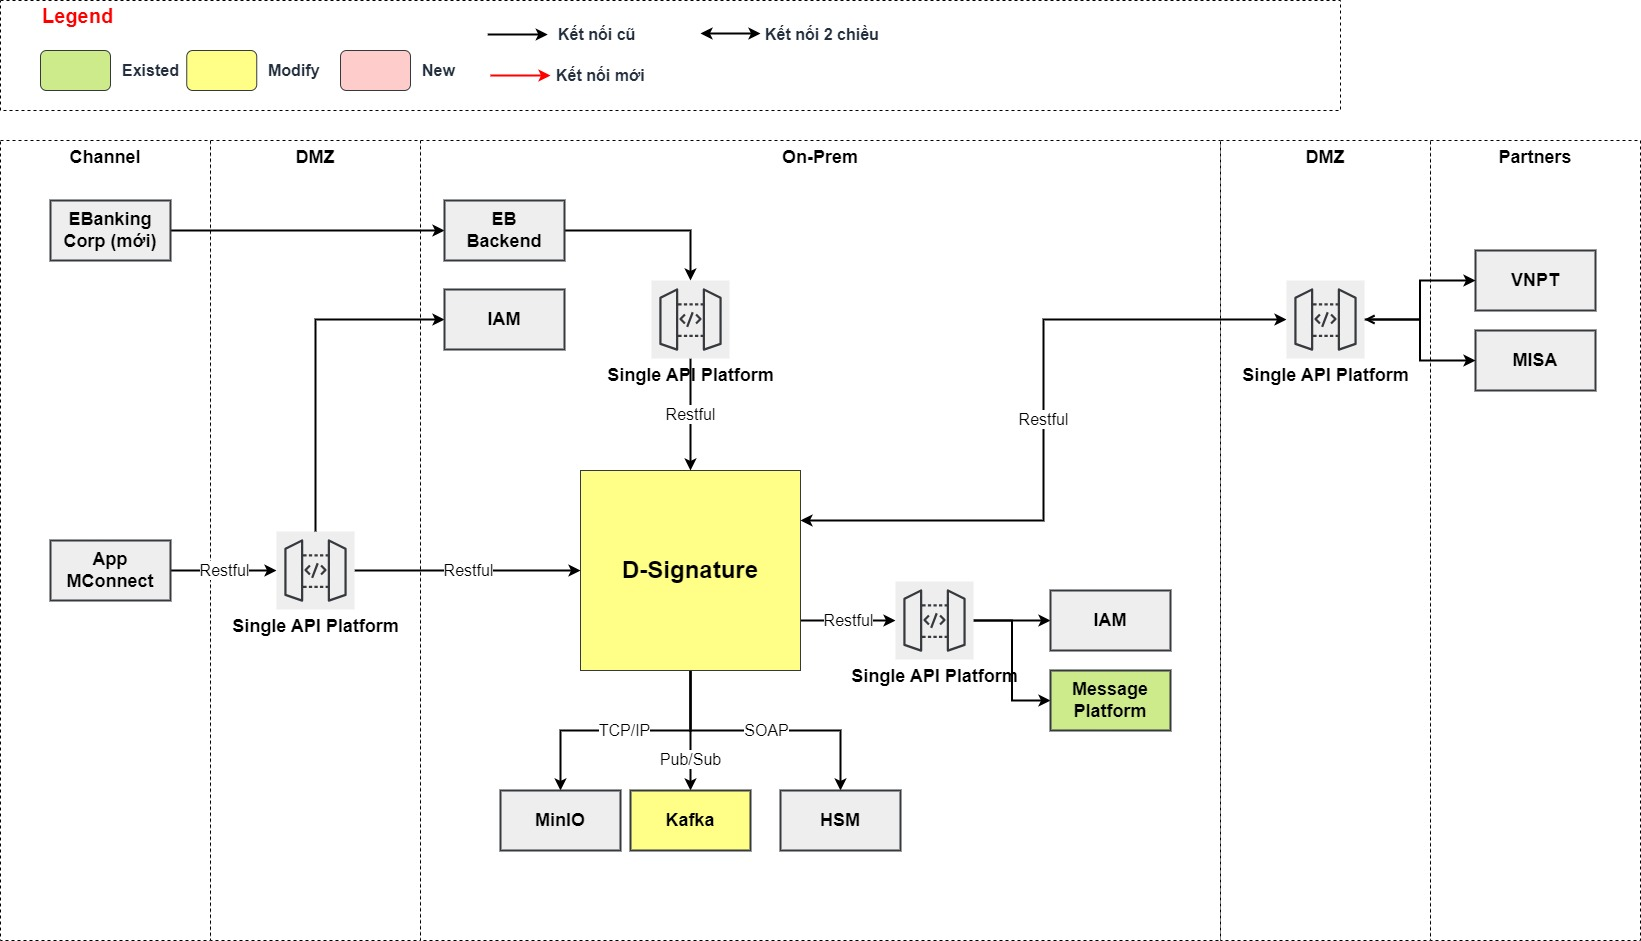 Legend
Kết nối cũ
Kết nối 2 chiều
Existed
Modify
New
Kết nối mới
Channel
DMZ
On-Prem
DMZ
Partners
EBanking
Corp (mới)
EB
Backend
IAM
Single API Platform
Restful
Single API Platform
VNPT
MISA
Restful
App
MConnect
Restful
Single API Platform
Restful
D-Signature
Restful
Single API Platform
IAM
Message
Platform
TCP/IP
SOAP
Pub/Sub
MinIO
Kafka
HSM